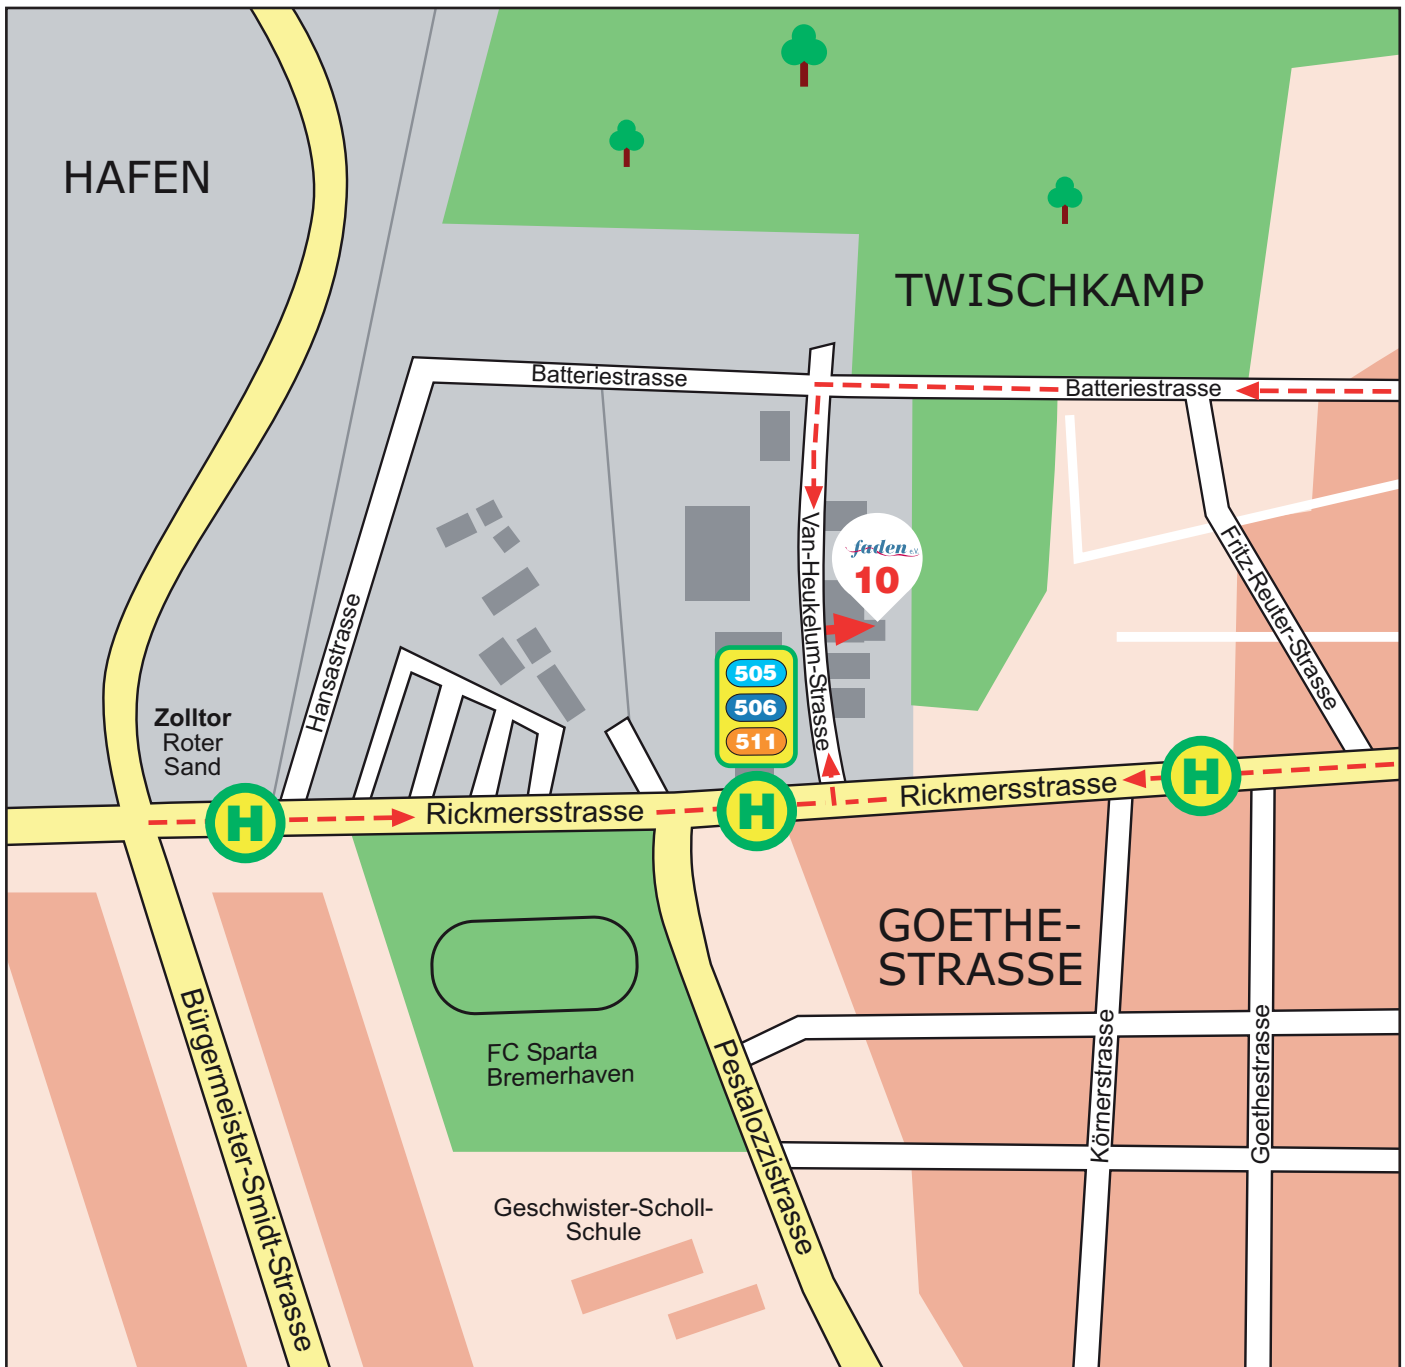 HAFEN
TWISCHKAMP
Batteriestrasse
Batteriestrasse
Van-Heukelum-Strasse
faden e.V.
10
Fritz-Reuter-Strasse
Hansastrasse
505
506
511
Zolltor
Roter
Sand
H
Rickmersstrasse
H
Rickmersstrasse
H
GOETHE-
STRASSE
Bürgermeister-Smidt-Strasse
FC Sparta
Bremerhaven
Pestalozzistrasse
Körnerstrasse
Goethestrasse
Geschwister-Scholl-
Schule